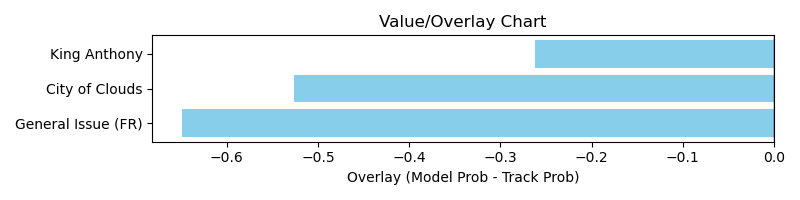 Value/Overlay Chart
King Anthony
City of Clouds
General Issue (FR)
−0.6 −0.5 −0.4 −0.3 −0.2 −0.1 0.0
Overlay (Model Prob - Track Prob)